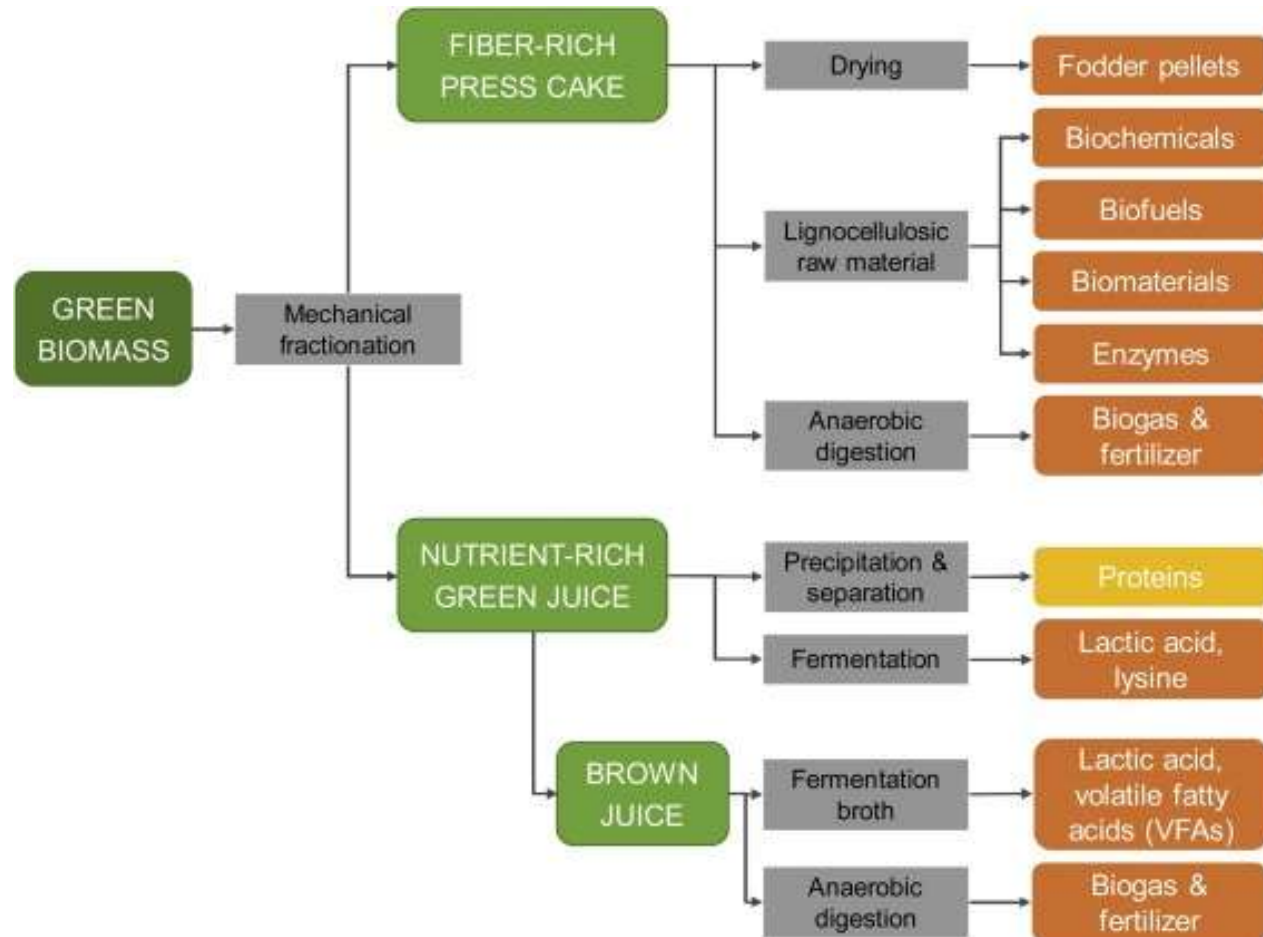 FIBER-RICH
PRESS CAKE
Drying
Fodder pellets
Biochemicals
Biofuels
Lignocellulosic
raw material
Biomaterials
Enzymes
GREEN
BIOMASS
Mechanical
fractionation
Anaerobic
digestion
Biogas &
fertilizer
NUTRIENT-RICH
GREEN JUICE
Precipitation &
separation
Proteins
Fermentation
Lactic acid,
lysine
BROWN
JUICE
Fermentation
broth
Lactic acid,
volatile fatty
acids (VFAs)
Anaerobic
digestion
Biogas &
fertilizer